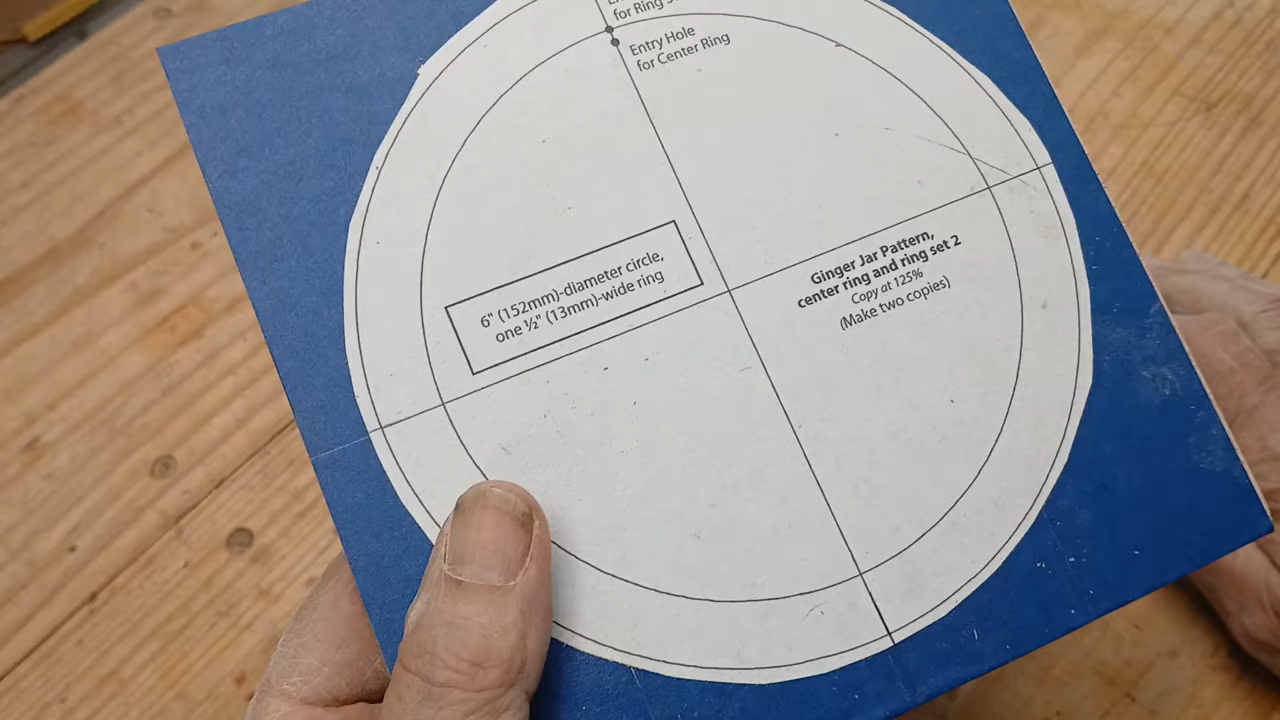 for Ring
Entry Hole
for Center Ring
6" (152mm)-diameter circle,
one ½" (13mm)-wide ring
Ginger Jar Pattern,
center ring and ring set 2
Copy at 125%
(Make two copies)